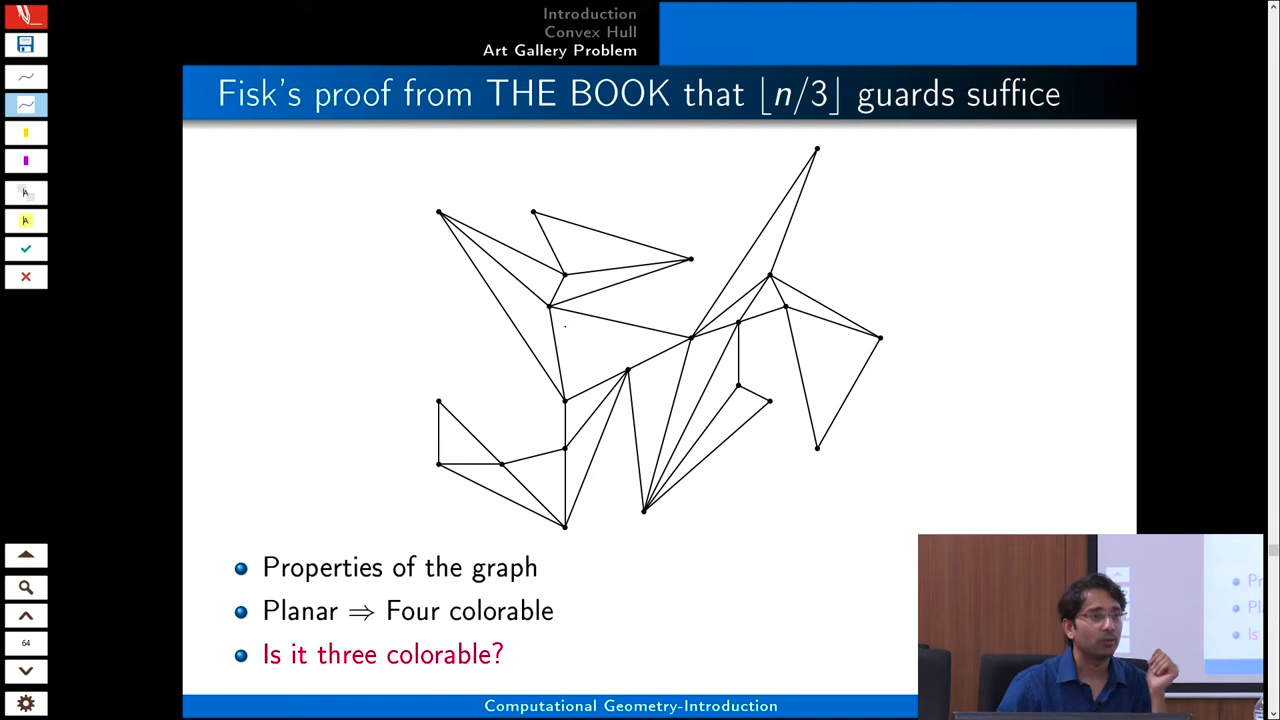 Introduction
Convex Hull
Art Gallery Problem
Fisk's proof from THE BOOK that ⌊n/3⌋ guards suffice
Properties of the graph
Planar ⇒ Four colorable
Is it three colorable?
Computational Geometry-Introduction
64